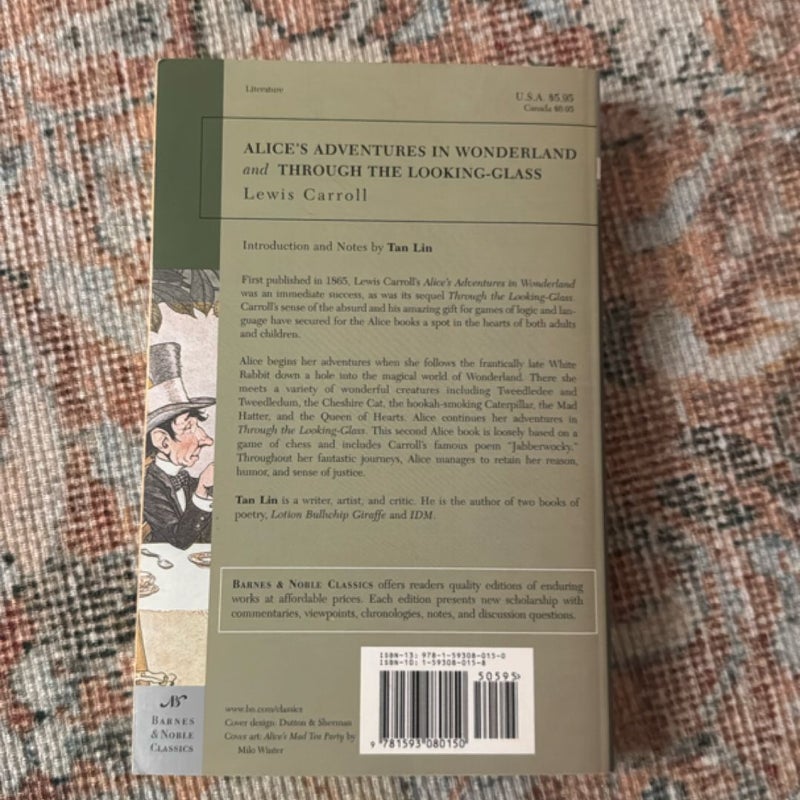 Literature
U.S.A. $5.95
Canada $6.95
ALICE'S ADVENTURES IN WONDERLAND
and THROUGH THE LOOKING-GLASS
Lewis Carroll
Introduction and Notes by Tan Lin
First published in 1865, Lewis Carroll's Alice's Adventures in Wonderland
was an immediate success, as was its sequel Through the Looking-Glass.
Carroll's sense of the absurd and his amazing gift for games of logic and lan-
guage have secured for the Alice books a spot in the hearts of both adults
and children.
Alice begins her adventures when she follows the frantically late White
Rabbit down a hole into the magical world of Wonderland. There she
meets a variety of wonderful creatures including Tweedledee and
Tweedledum, the Cheshire Cat, the hookah-smoking Caterpillar, the Mad
Hatter, and the Queen of Hearts. Alice continues her adventures in
Through the Looking-Glass. This second Alice book is loosely based on a
game of chess and includes Carroll's famous poem "Jabberwocky."
Throughout her fantastic journeys, Alice manages to retain her reason,
humor, and sense of justice.
Tan Lin is a writer, artist, and critic. He is the author of two books of
poetry, Lotion Bullwhip Giraffe and IDM.
BARNES & NOBLE CLASSICS offers readers quality editions of enduring
works at affordable prices. Each edition presents new scholarship with
commentaries, viewpoints, chronologies, notes, and discussion questions.
ISBN-13: 978-1-59308-015-0
ISBN-10: 1-59308-015-8
50595
9 781593 080150
www.bn.com/classics
Cover design: Dutton & Sherman
Cover art: Alice's Mad Tea Party by
Milo Winter
BARNES
& NOBLE
CLASSICS